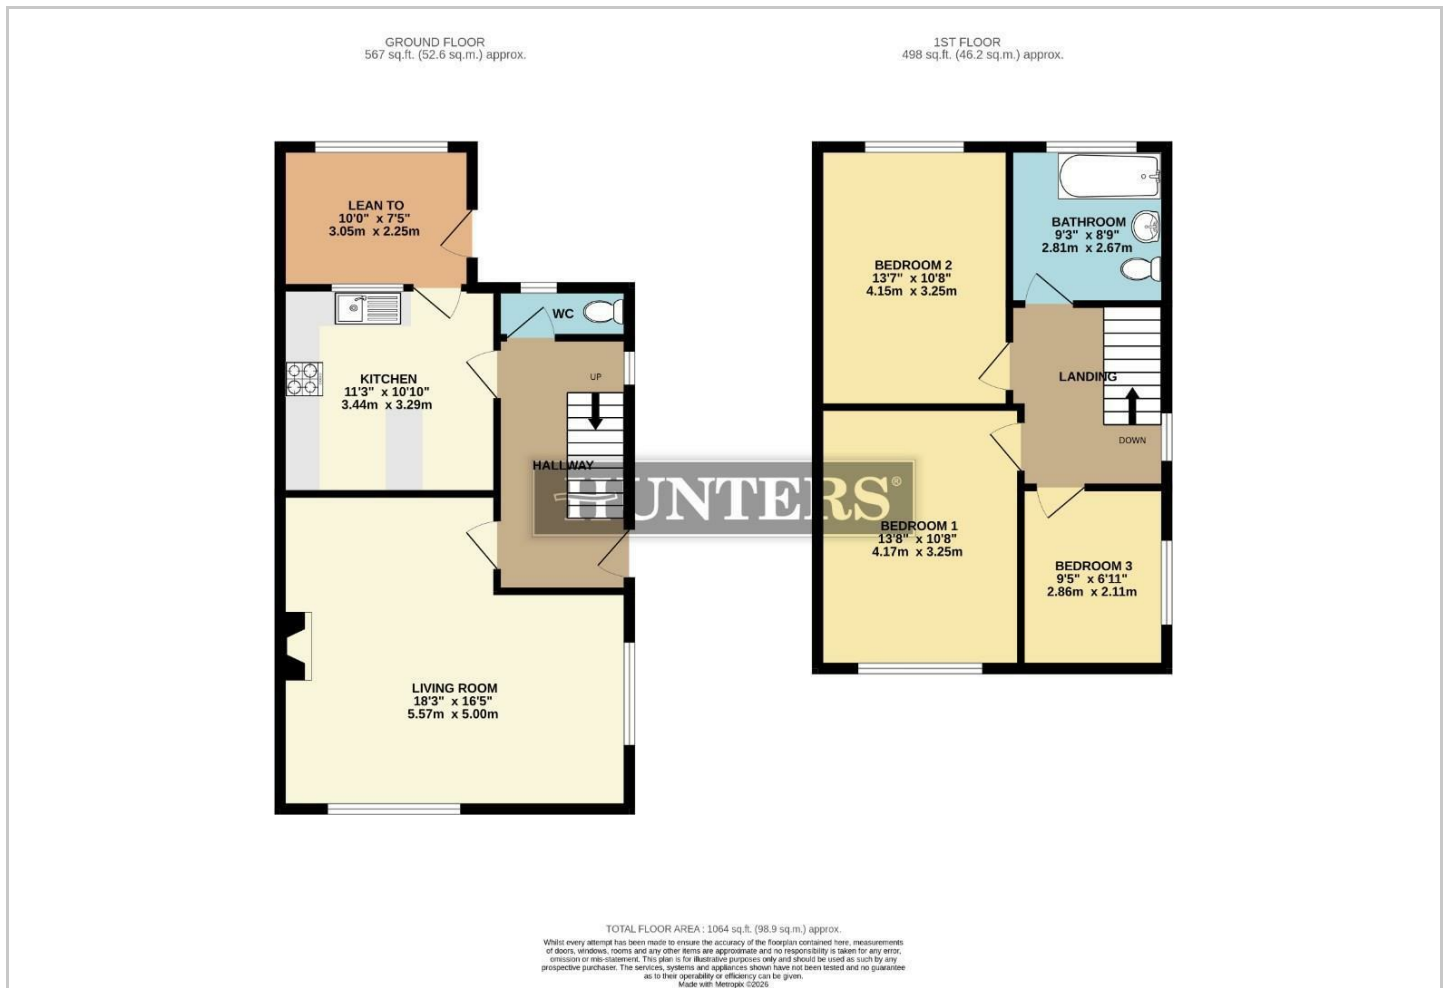 GROUND FLOOR
567 sq.ft. (52.6 sq.m.) approx.
1ST FLOOR
498 sq.ft. (46.2 sq.m.) approx.
LEAN TO
10'0" x 7'5"
3.05m x 2.25m
WC
KITCHEN
11'3" x 10'10"
3.44m x 3.29m
UP
HALLWAY
LIVING ROOM
18'3" x 16'5"
5.57m x 5.00m
HUNTERS®
BEDROOM 2
13'7" x 10'8"
4.15m x 3.25m
BATHROOM
9'3" x 8'9"
2.81m x 2.67m
LANDING
DOWN
BEDROOM 1
13'8" x 10'8"
4.17m x 3.25m
BEDROOM 3
9'5" x 6'11"
2.86m x 2.11m
TOTAL FLOOR AREA : 1064 sq.ft. (98.9 sq.m.) approx.
Whilst every attempt has been made to ensure the accuracy of the floorplan contained here, measurements
of doors, windows, rooms and any other items are approximate and no responsibility is taken for any error,
omission or mis-statement. This plan is for illustrative purposes only and should be used as such by any
prospective purchaser. The services, systems and appliances shown have not been tested and no guarantee
as to their operability or efficiency can be given.
Made with Metropix ©2026